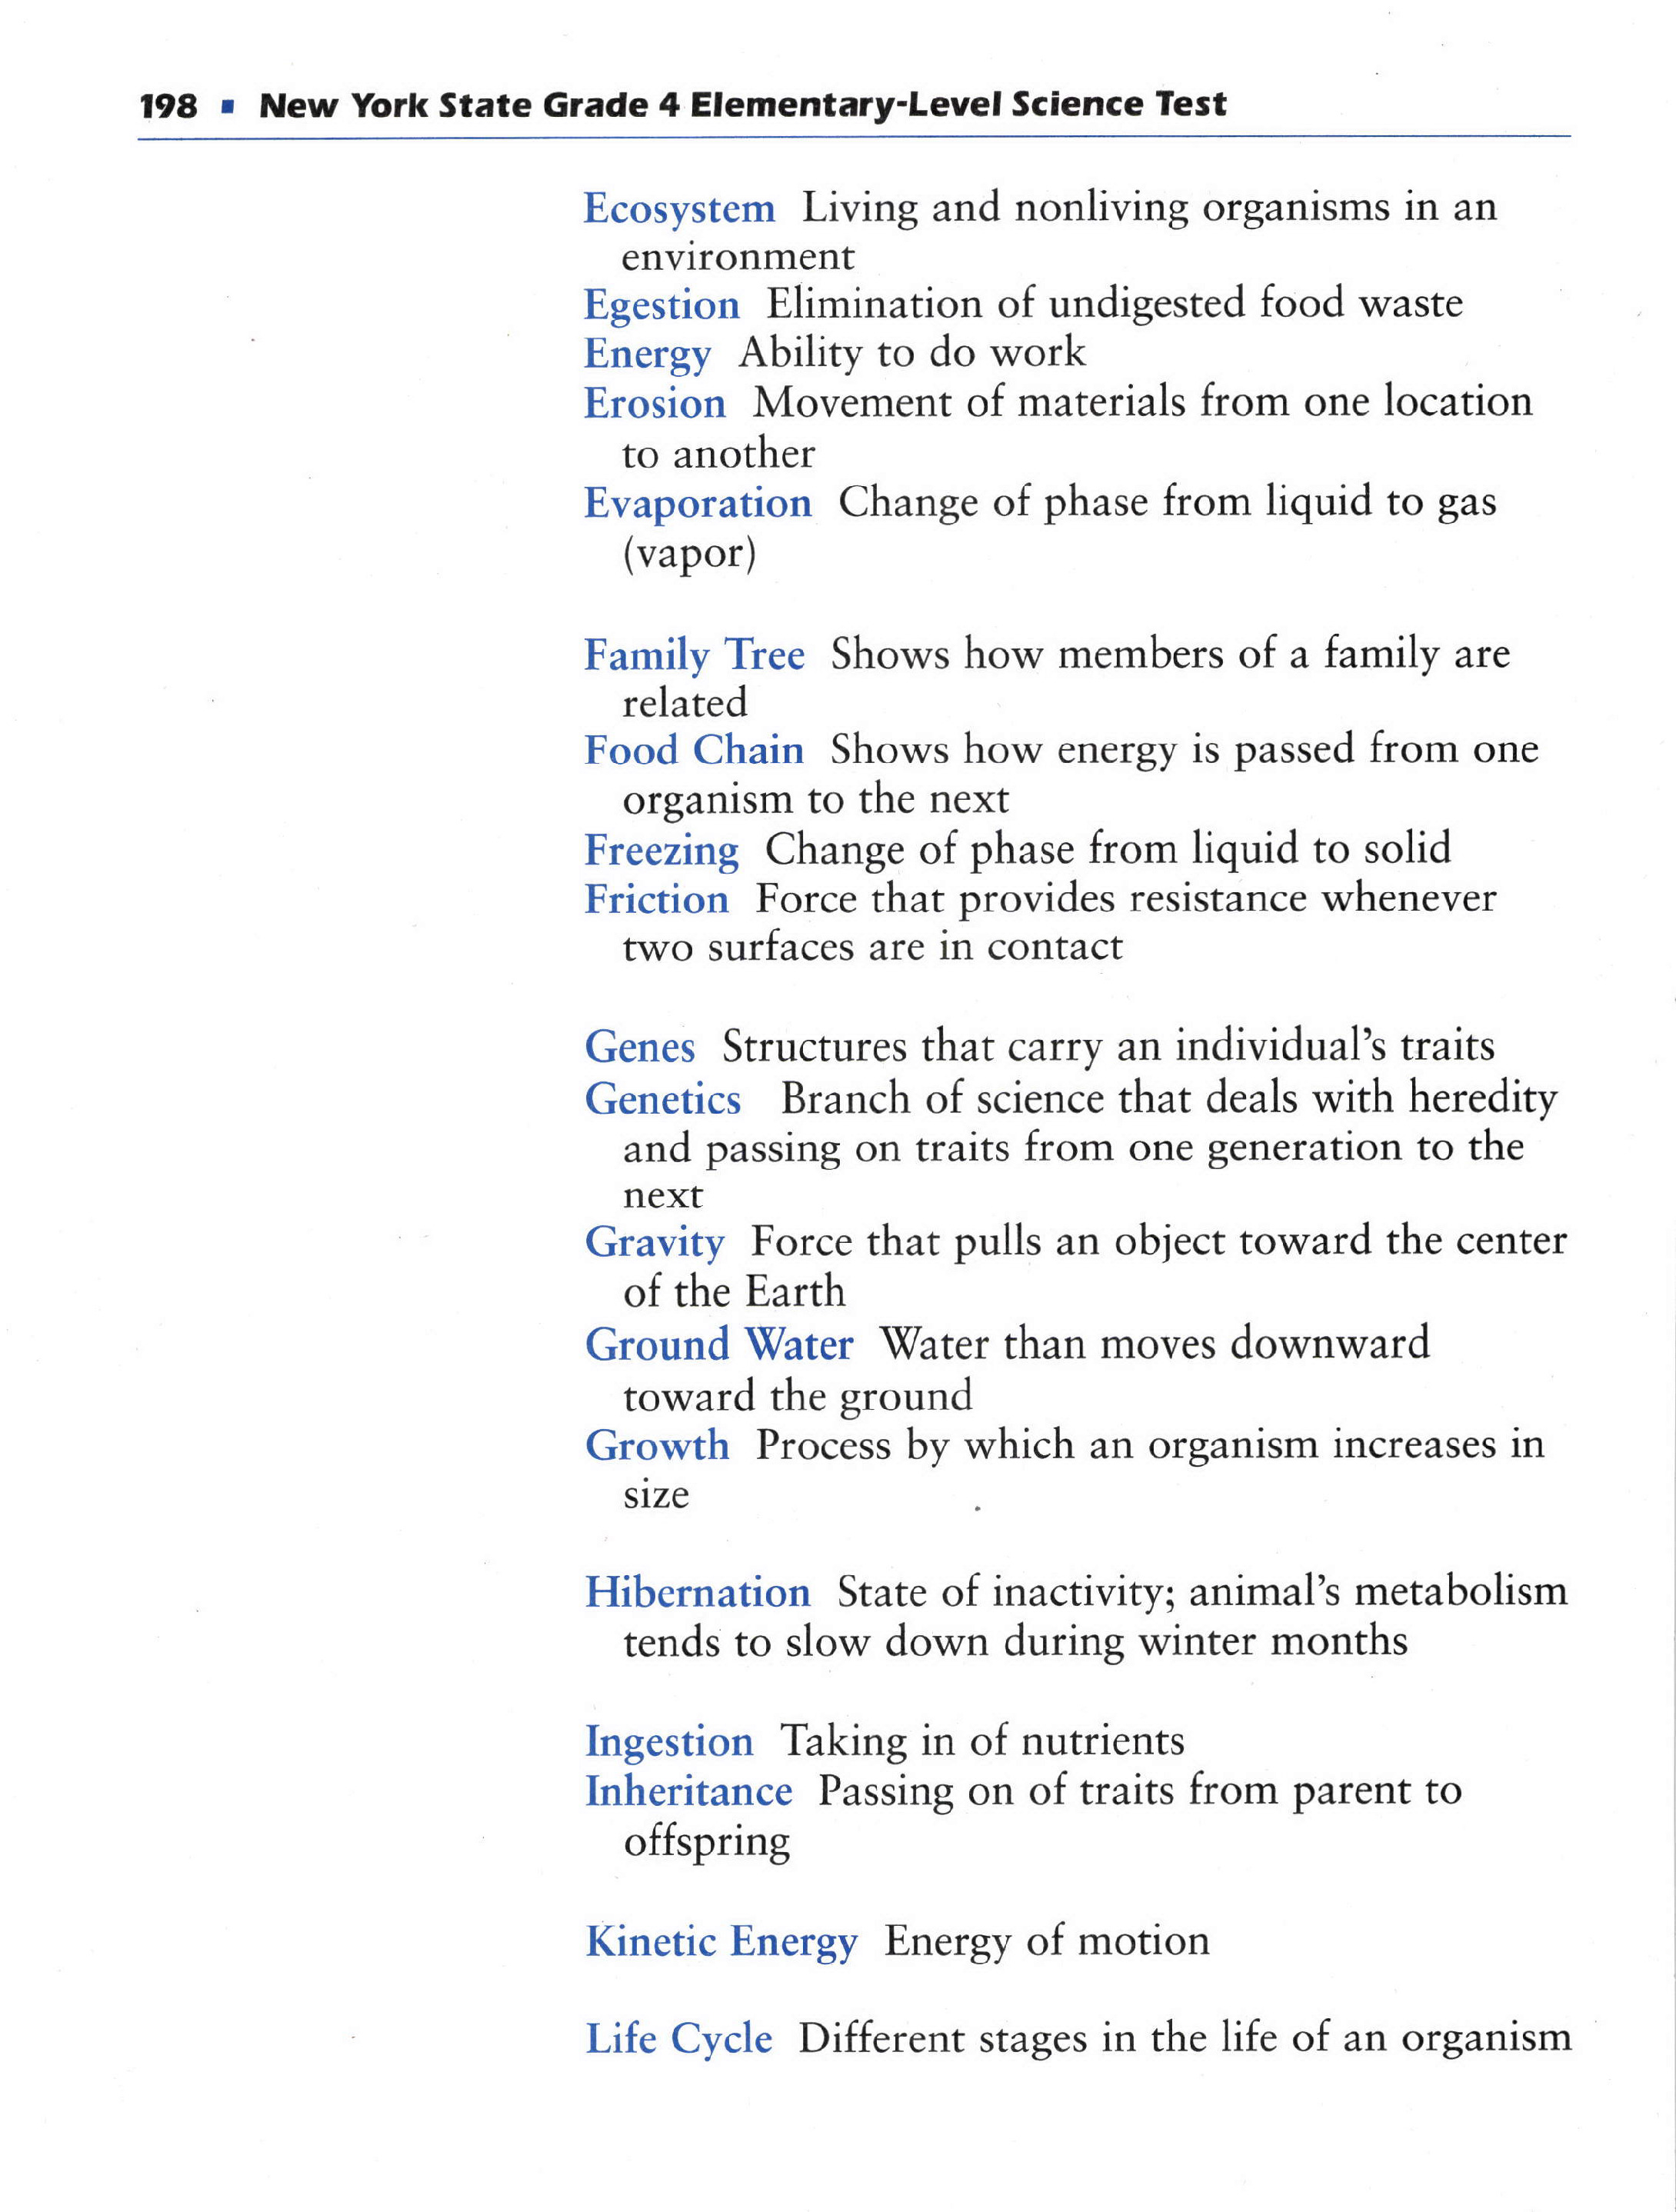 198 ▪ New York State Grade 4 Elementary-Level Science Test
Ecosystem Living and nonliving organisms in an
environment
Egestion Elimination of undigested food waste
Energy Ability to do work
Erosion Movement of materials from one location
to another
Evaporation Change of phase from liquid to gas
(vapor)
Family Tree Shows how members of a family are
related
Food Chain Shows how energy is passed from one
organism to the next
Freezing Change of phase from liquid to solid
Friction Force that provides resistance whenever
two surfaces are in contact
Genes Structures that carry an individual's traits
Genetics Branch of science that deals with heredity
and passing on traits from one generation to the
next
Gravity Force that pulls an object toward the center
of the Earth
Ground Water Water than moves downward
toward the ground
Growth Process by which an organism increases in
size
Hibernation State of inactivity; animal's metabolism
tends to slow down during winter months
Ingestion Taking in of nutrients
Inheritance Passing on of traits from parent to
offspring
Kinetic Energy Energy of motion
Life Cycle Different stages in the life of an organism